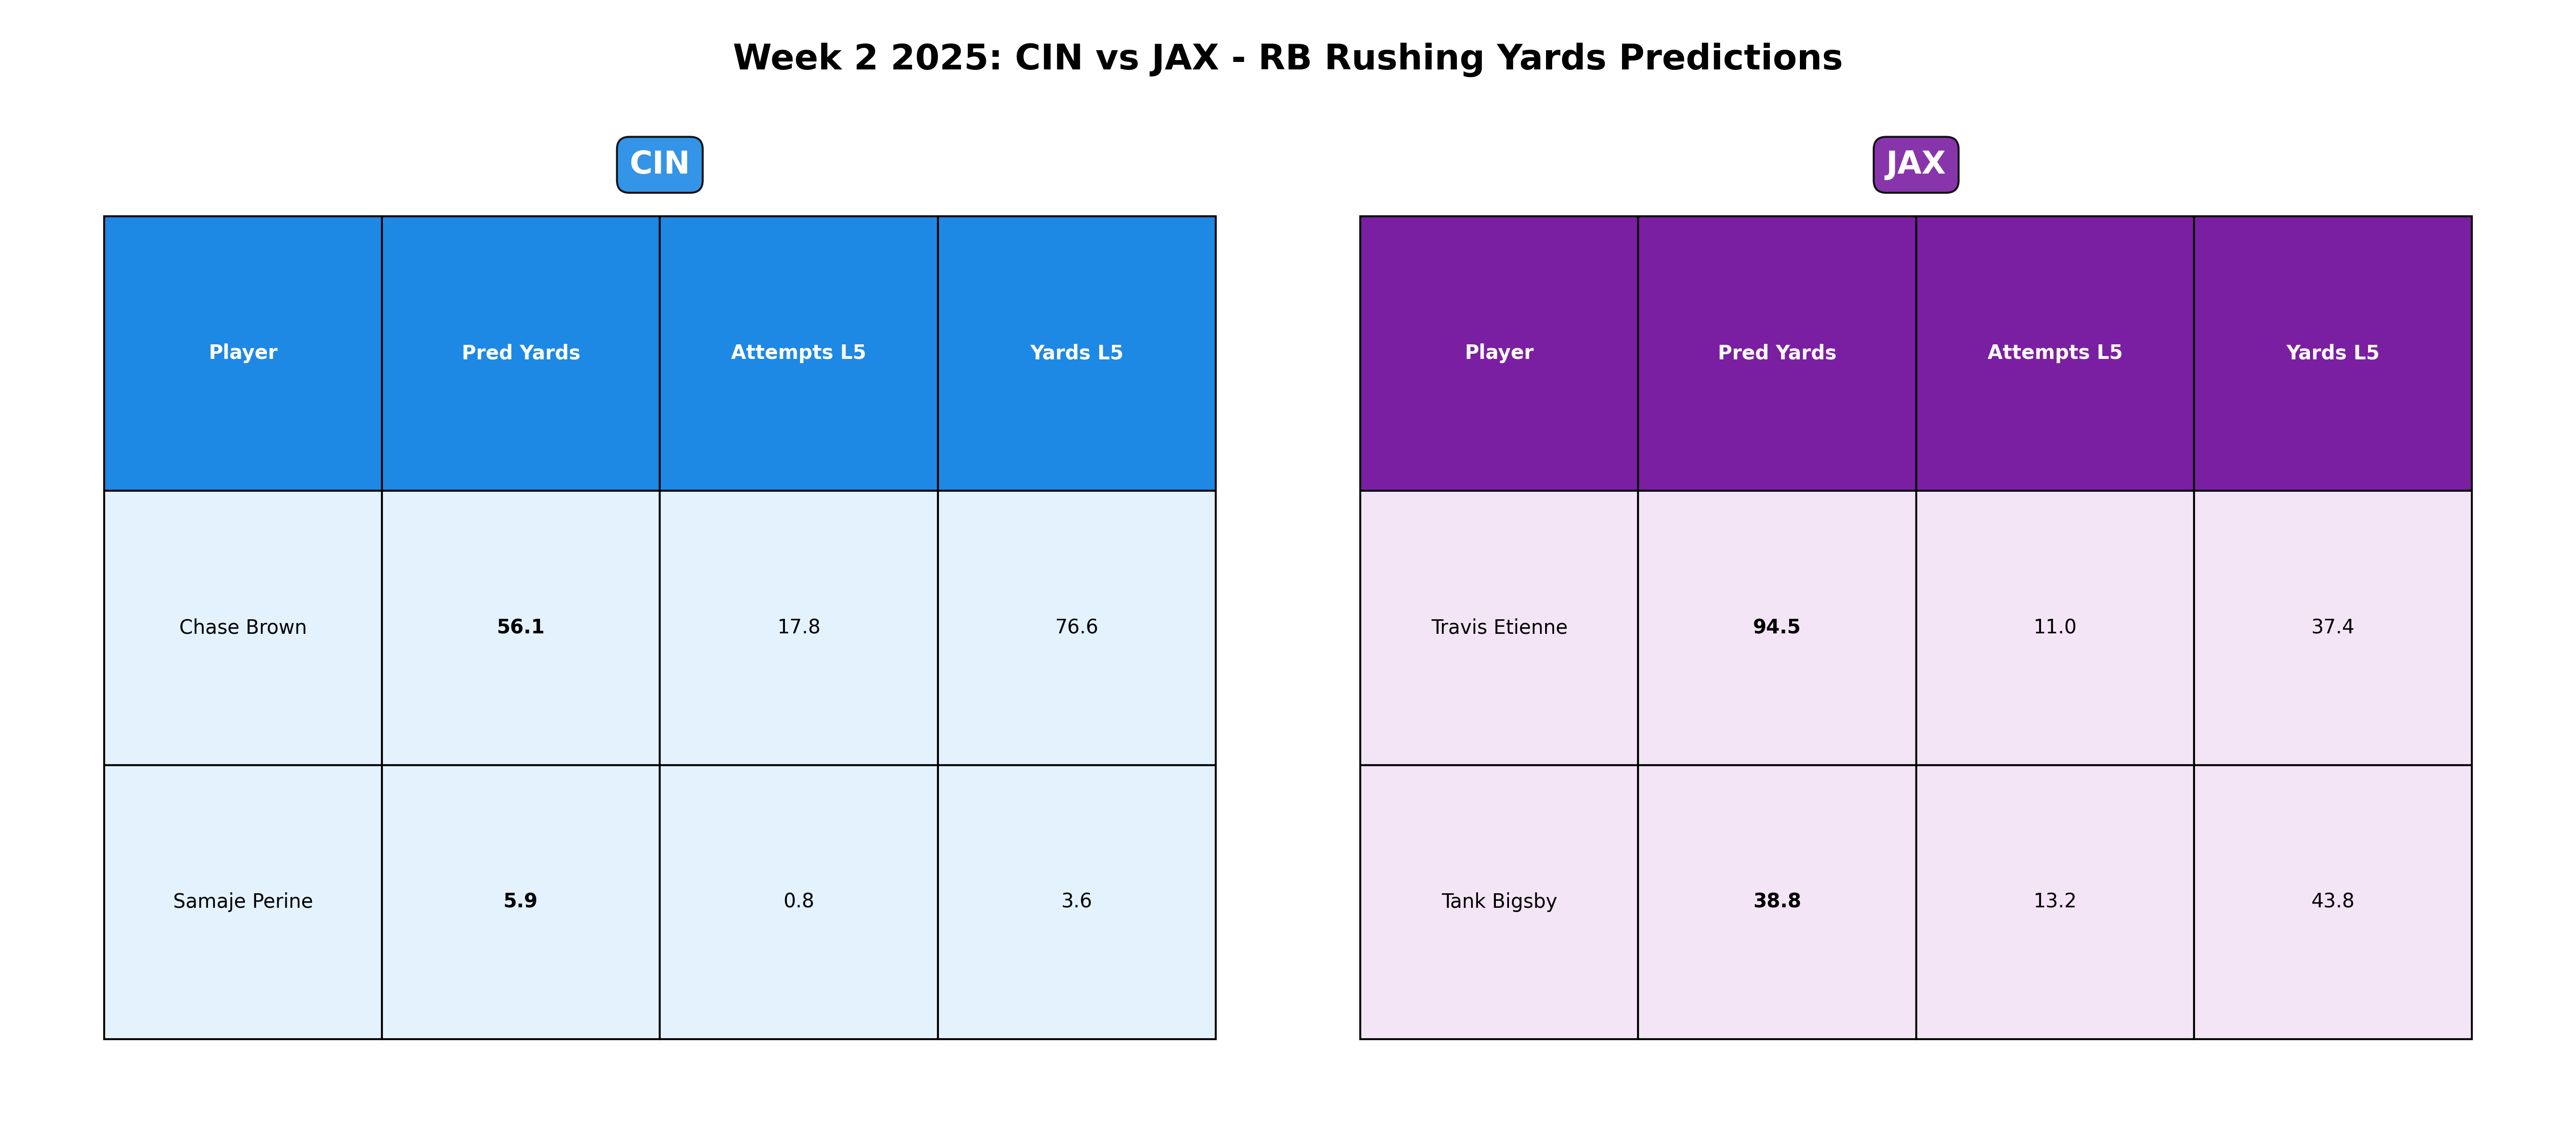 Week 2 2025: CIN vs JAX - RB Rushing Yards Predictions
CIN
Player Pred Yards Attempts L5 Yards L5
Chase Brown 56.1 17.8 76.6
Samaje Perine 5.9 0.8 3.6
JAX
Player Pred Yards Attempts L5 Yards L5
Travis Etienne 94.5 11.0 37.4
Tank Bigsby 38.8 13.2 43.8